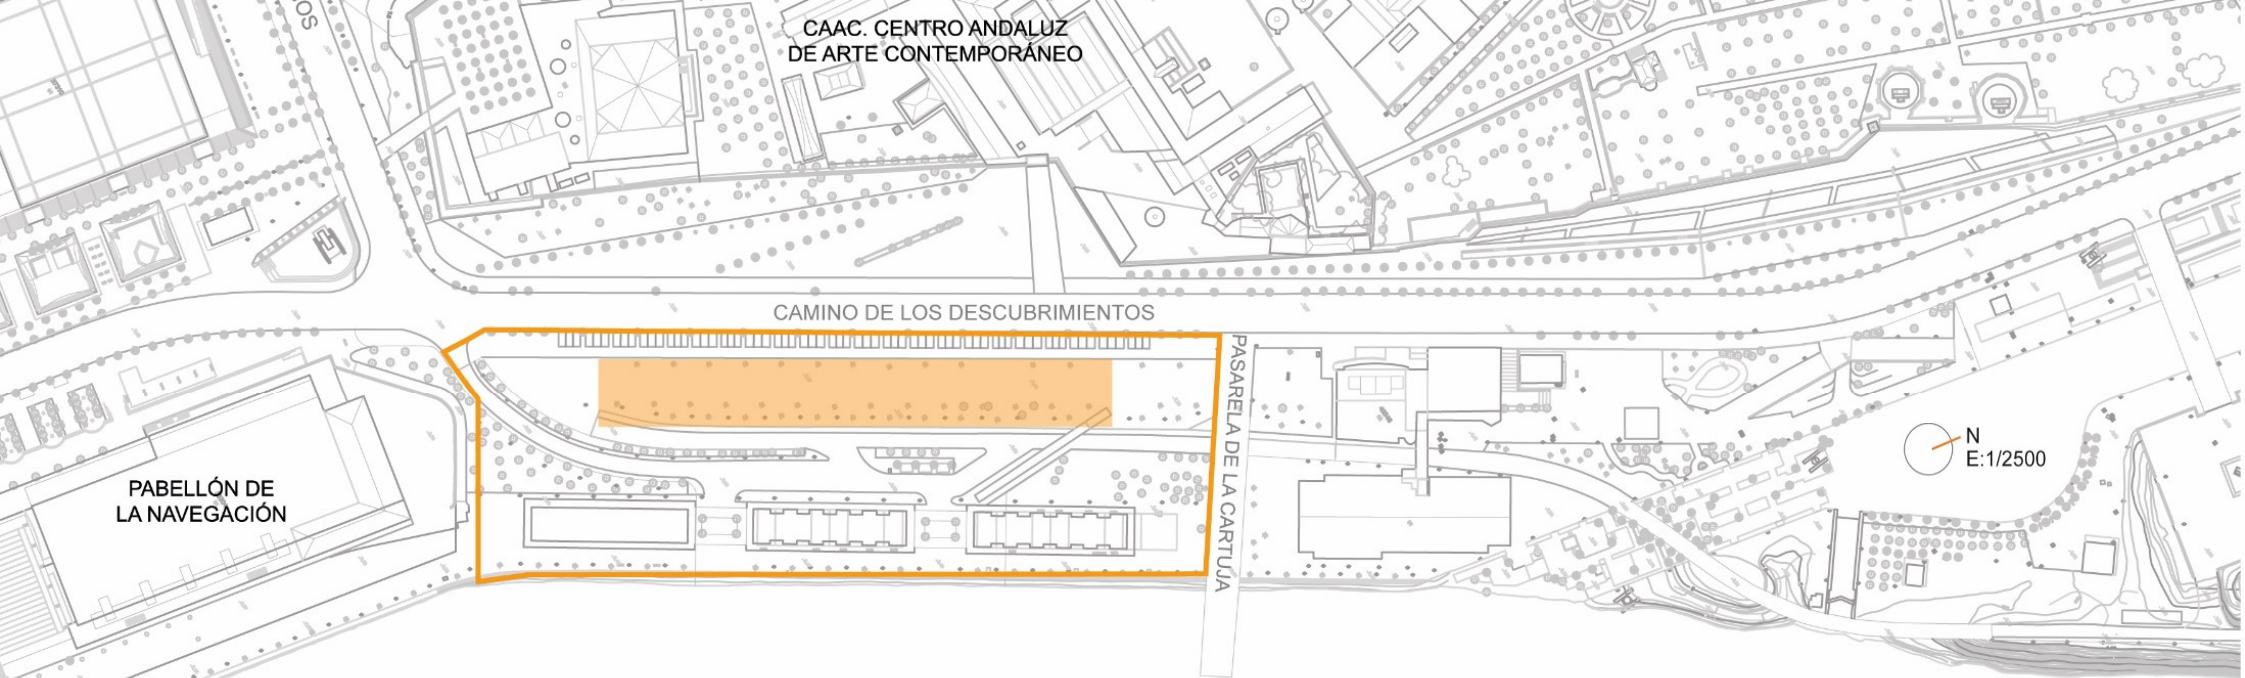 OS
CAAC. CENTRO ANDALUZ
DE ARTE CONTEMPORÁNEO
CAMINO DE LOS DESCUBRIMIENTOS
PASARELA DE LA CARTUJA
N
E:1/2500
PABELLÓN DE
LA NAVEGACIÓN